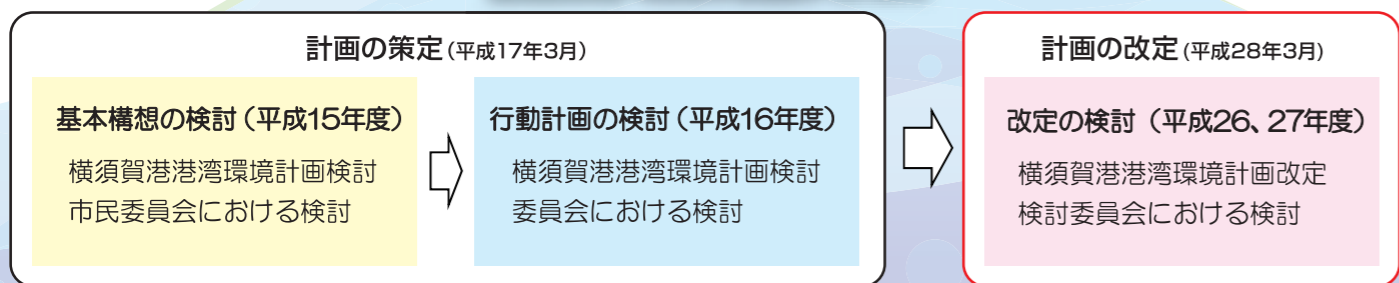 計画の策定(平成17年3月)
基本構想の検討(平成15年度)
横須賀港港湾環境計画検討
市民委員会における検討
行動計画の検討(平成16年度)
横須賀港港湾環境計画検討
委員会における検討
計画の改定(平成28年3月)
改定の検討(平成26、27年度)
横須賀港港湾環境計画改定
検討委員会における検討